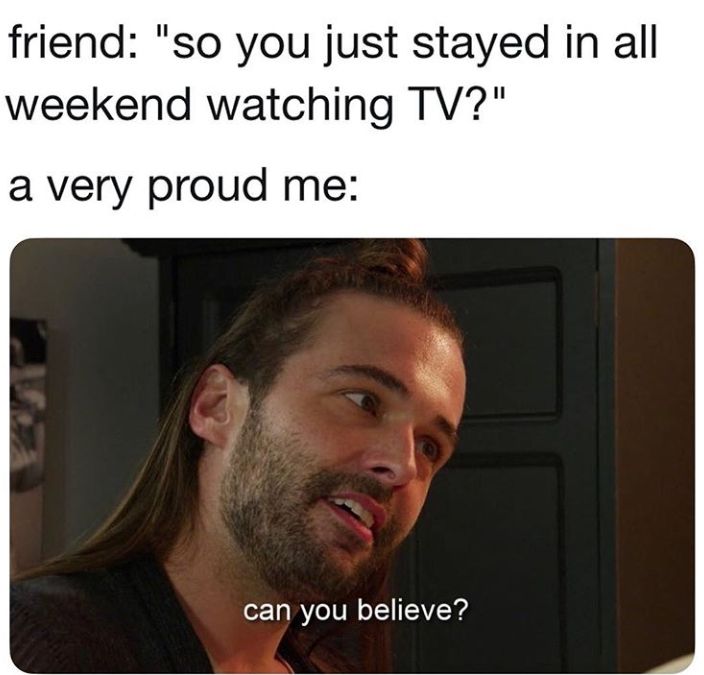 friend: "so you just stayed in all
weekend watching TV?"
a very proud me:
can you believe?